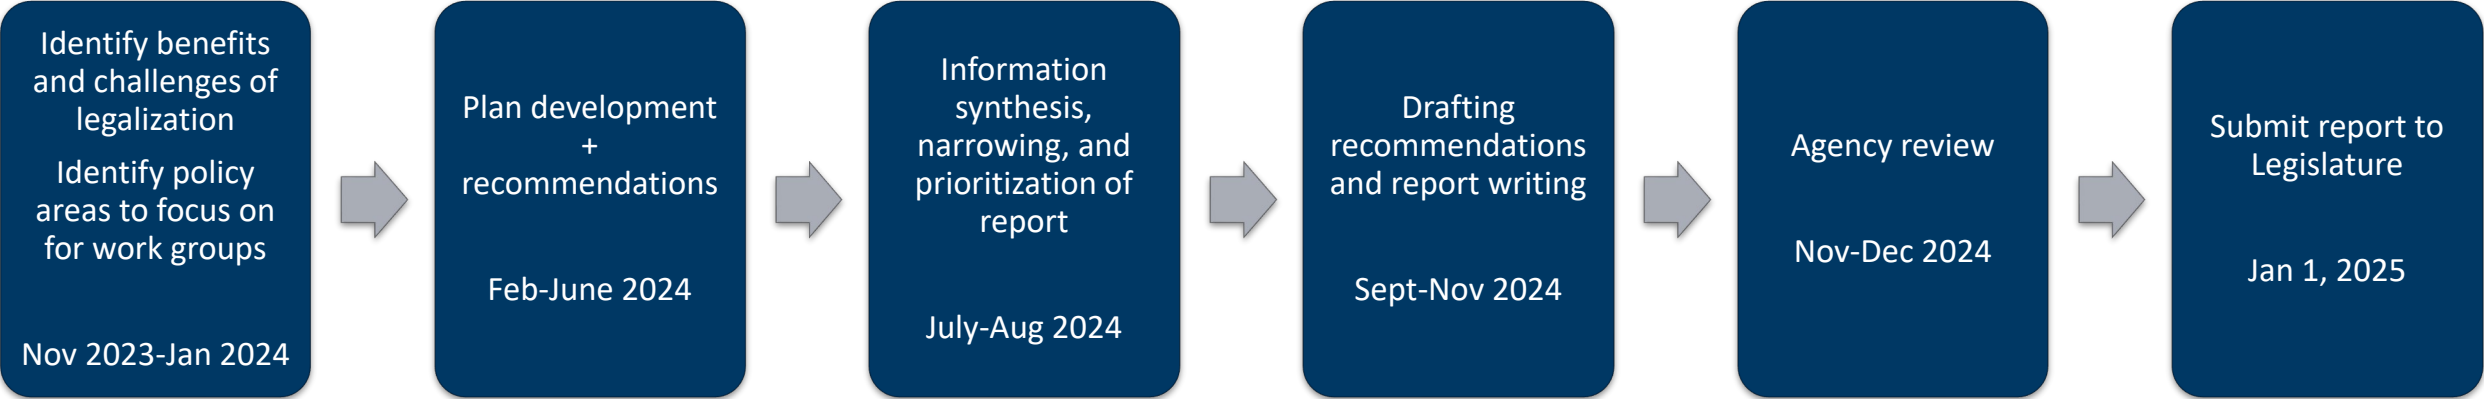 Identify benefits
and challenges of
legalization
Identify policy
areas to focus on
for work groups
Nov 2023-Jan 2024
Plan development
+
recommendations
Feb-June 2024
Information
synthesis,
narrowing, and
prioritization of
report
July-Aug 2024
Drafting
recommendations
and report writing
Sept-Nov 2024
Agency review
Nov-Dec 2024
Submit report to
Legislature
Jan 1, 2025